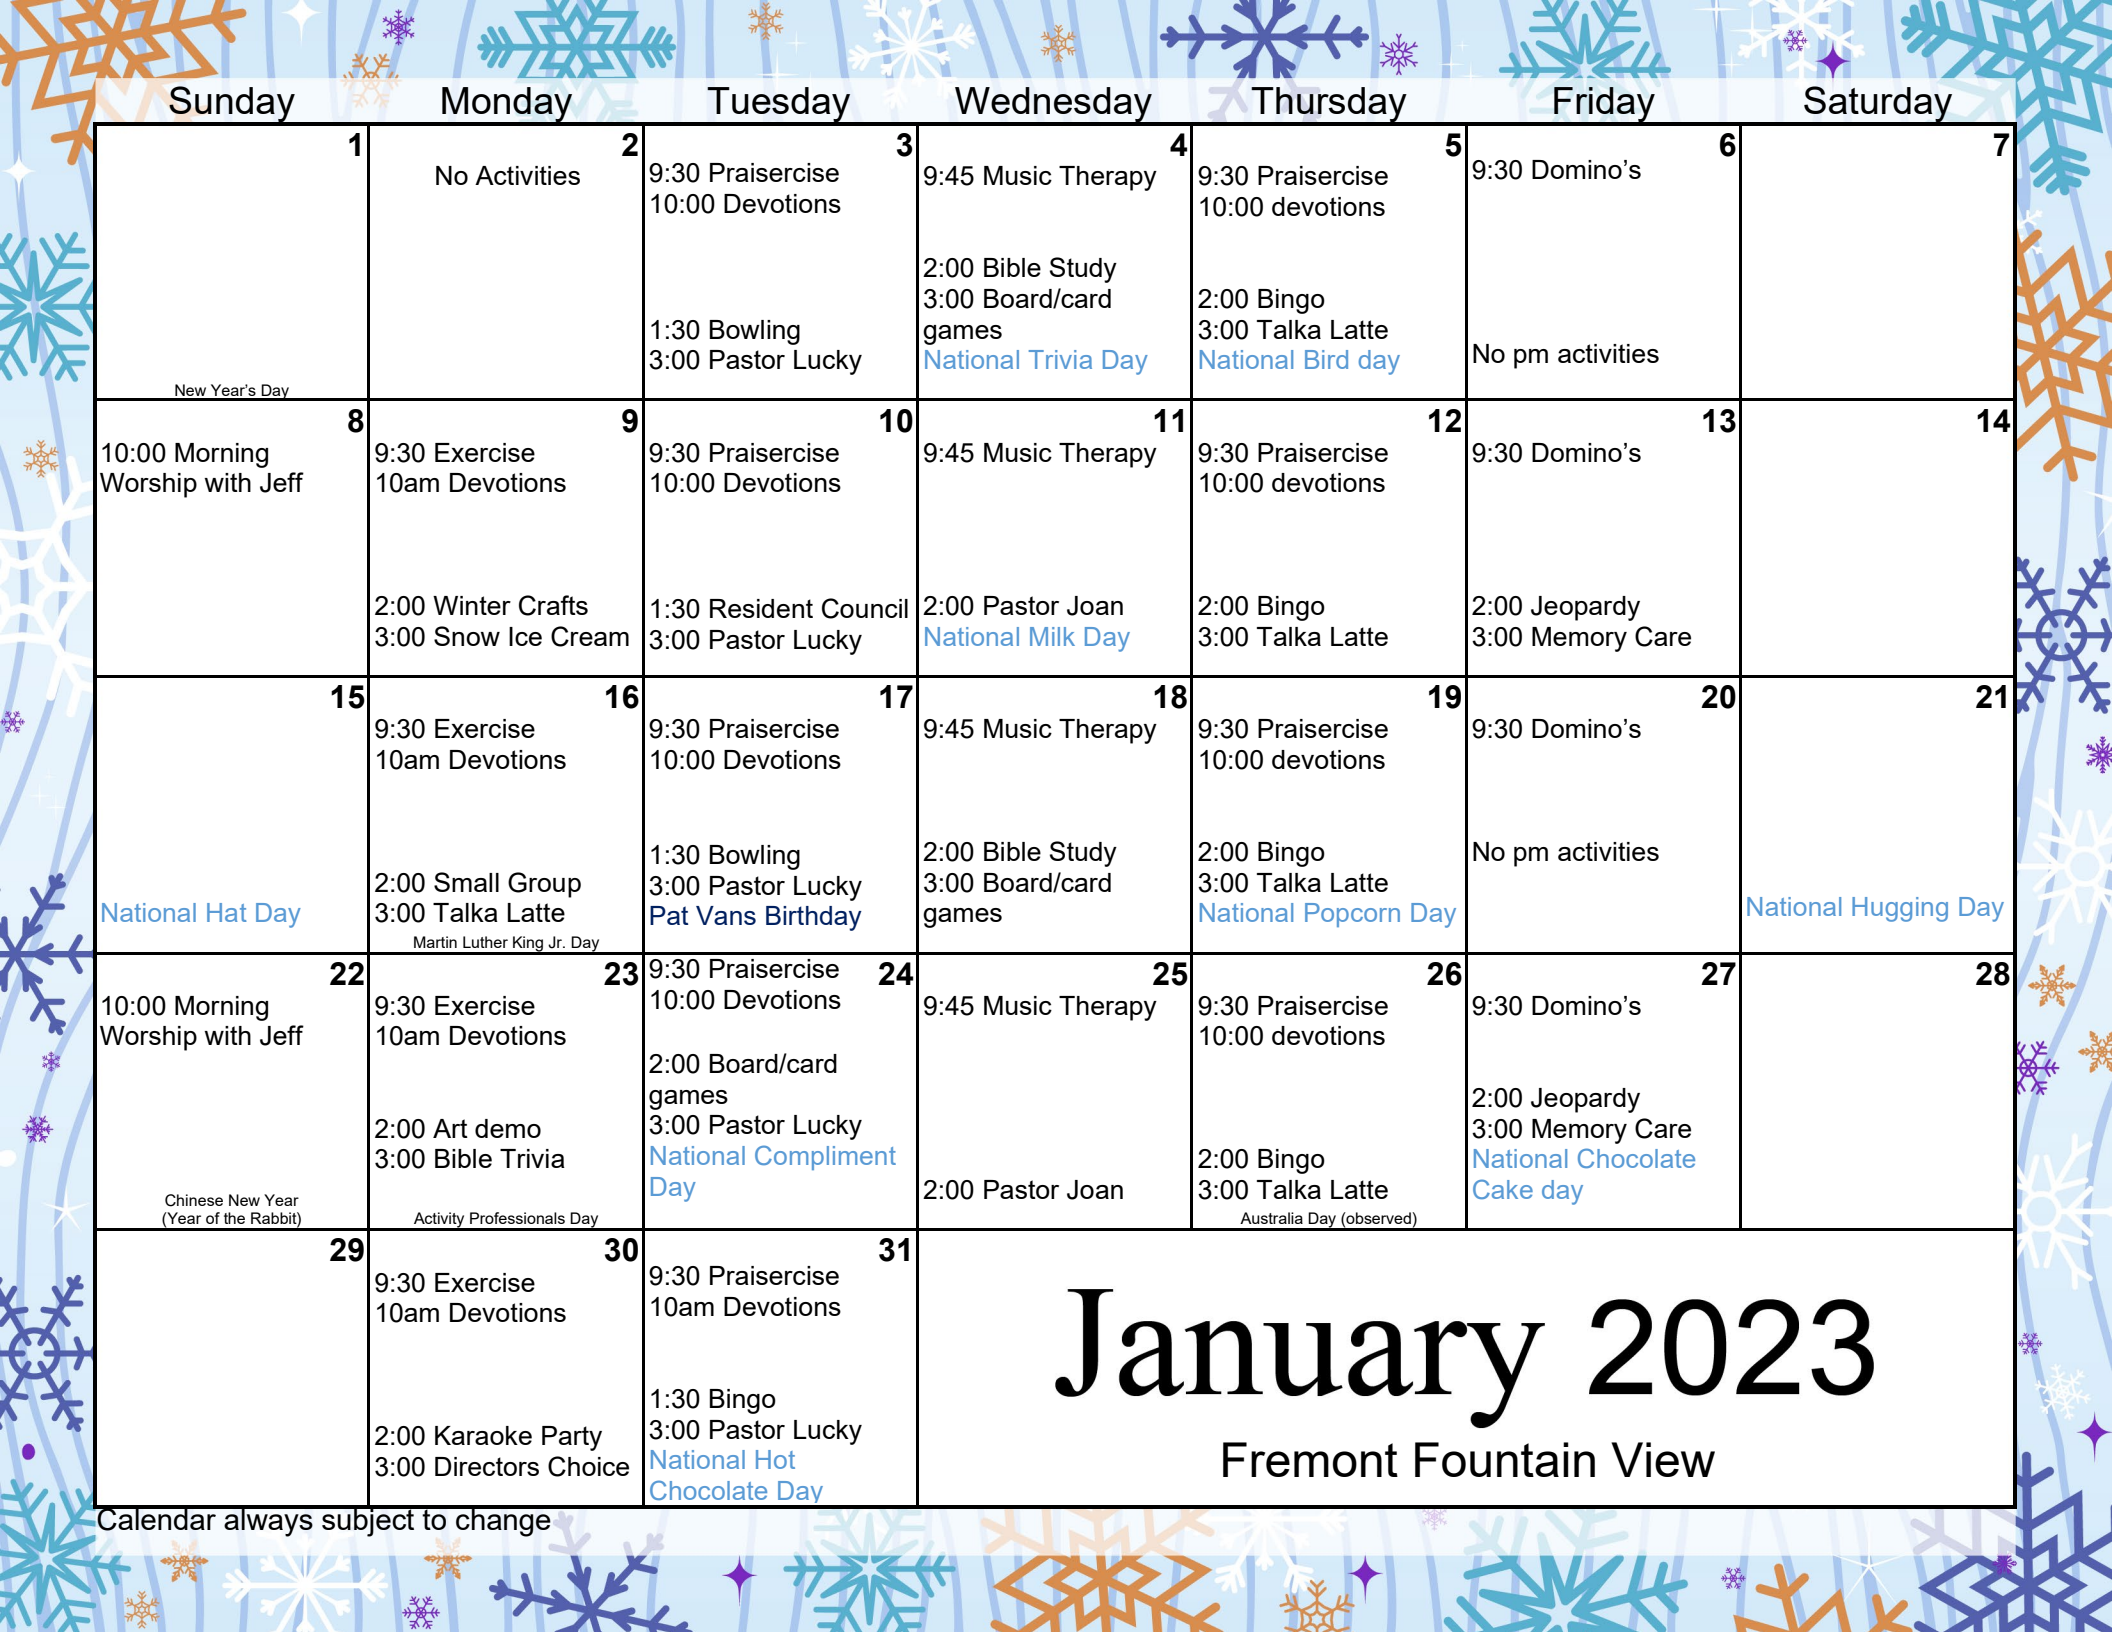 Sunday Monday Tuesday Wednesday Thursday Friday Saturday
1
New Year's Day
2
No Activities
3
9:30 Praisercise
10:00 Devotions
1:30 Bowling
3:00 Pastor Lucky
4
9:45 Music Therapy
2:00 Bible Study
3:00 Board/card
games
National Trivia Day
5
9:30 Praisercise
10:00 devotions
2:00 Bingo
3:00 Talka Latte
National Bird day
6
9:30 Domino’s
No pm activities
7
8
10:00 Morning
Worship with Jeff
9
9:30 Exercise
10am Devotions
2:00 Winter Crafts
3:00 Snow Ice Cream
10
9:30 Praisercise
10:00 Devotions
1:30 Resident Council
3:00 Pastor Lucky
11
9:45 Music Therapy
2:00 Pastor Joan
National Milk Day
12
9:30 Praisercise
10:00 devotions
2:00 Bingo
3:00 Talka Latte
13
9:30 Domino’s
2:00 Jeopardy
3:00 Memory Care
14
15
National Hat Day
16
9:30 Exercise
10am Devotions
2:00 Small Group
3:00 Talka Latte
Martin Luther King Jr. Day
17
9:30 Praisercise
10:00 Devotions
1:30 Bowling
3:00 Pastor Lucky
Pat Vans Birthday
18
9:45 Music Therapy
2:00 Bible Study
3:00 Board/card
games
19
9:30 Praisercise
10:00 devotions
2:00 Bingo
3:00 Talka Latte
National Popcorn Day
20
9:30 Domino’s
No pm activities
21
National Hugging Day
22
10:00 Morning
Worship with Jeff
Chinese New Year
(Year of the Rabbit)
23
9:30 Exercise
10am Devotions
2:00 Art demo
3:00 Bible Trivia
Activity Professionals Day
24
9:30 Praisercise
10:00 Devotions
2:00 Board/card
games
3:00 Pastor Lucky
National Compliment
Day
25
9:45 Music Therapy
2:00 Pastor Joan
26
9:30 Praisercise
10:00 devotions
2:00 Bingo
3:00 Talka Latte
Australia Day (observed)
27
9:30 Domino’s
2:00 Jeopardy
3:00 Memory Care
National Chocolate
Cake day
28
29
30
9:30 Exercise
10am Devotions
2:00 Karaoke Party
3:00 Directors Choice
31
9:30 Praisercise
10am Devotions
1:30 Bingo
3:00 Pastor Lucky
National Hot
Chocolate Day
January 2023
Fremont Fountain View
Calendar always subject to change